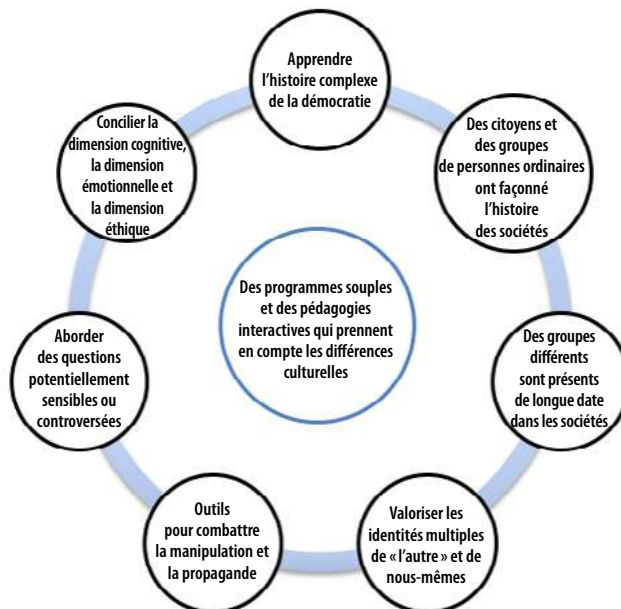 Apprendre
l'histoire complexe
de la démocratie
Des citoyens et
des groupes
de personnes ordinaires
ont façonné
l'histoire
des sociétés
Des groupes
différents
sont présents
de longue date
dans les sociétés
Valoriser les
identités multiples
de « l'autre » et de
nous-mêmes
Outils
pour combattre
la manipulation et
la propagande
Aborder
des questions
potentiellement
sensibles ou
controversées
Concilier la
dimension cognitive,
la dimension
émotionnelle et
la dimension
éthique
Des programmes souples
et des pédagogies
interactives qui prennent
en compte les différences
culturelles